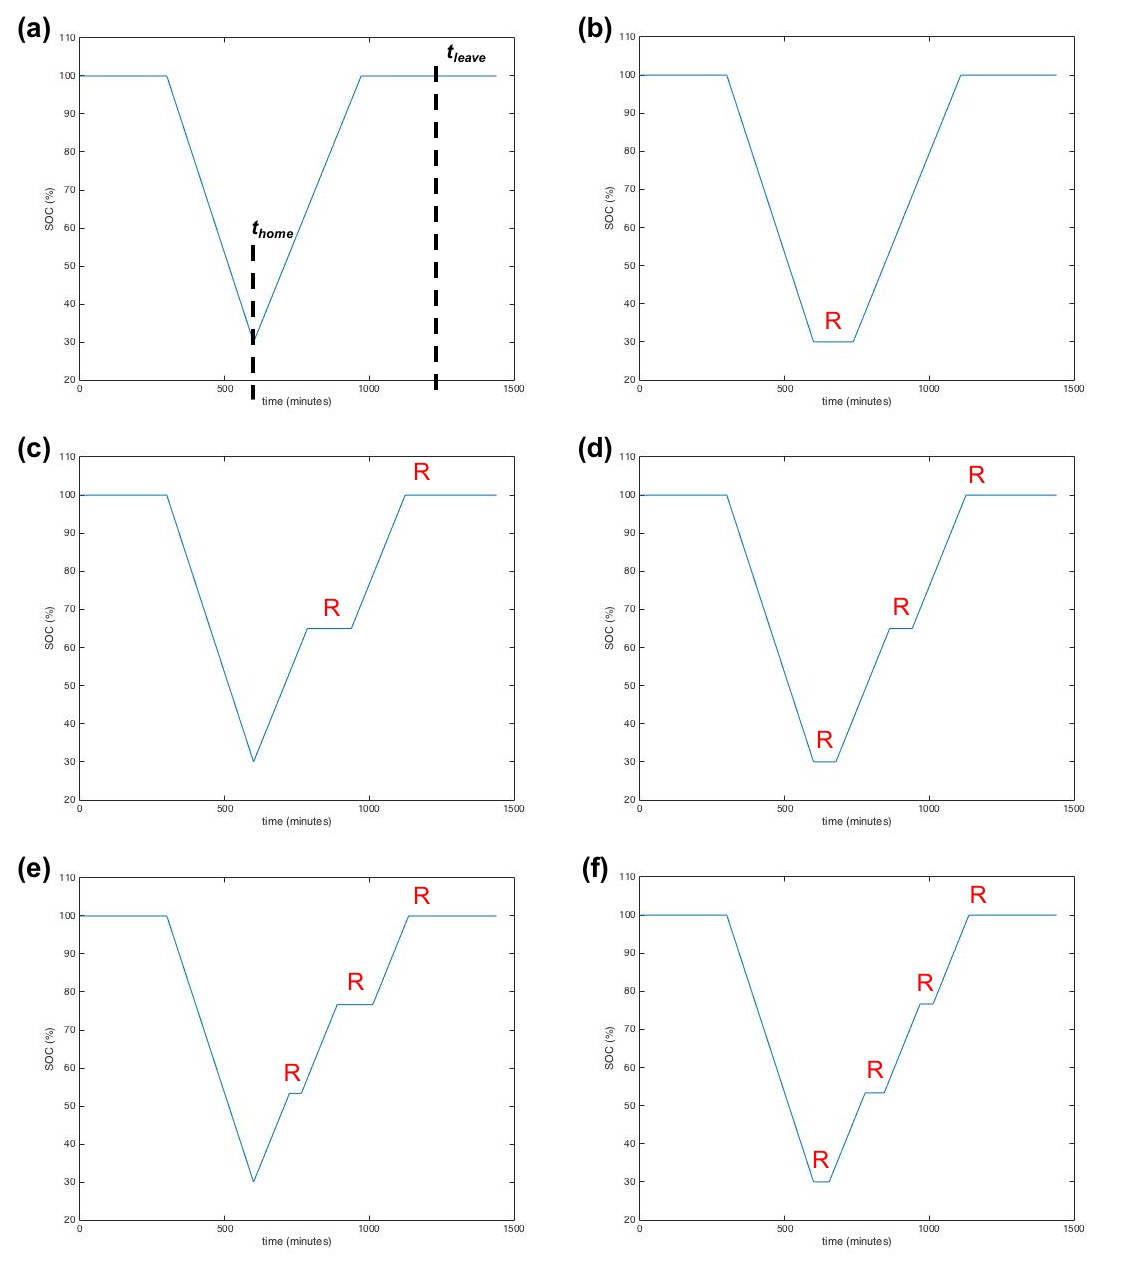 (a)
110
100
90
80
70
60
50
40
30
20
0
500
1000
1500
SOC (%)
time (minutes)
t_home
t_leave
(b)
110
100
90
80
70
60
50
40
30
20
0
500
1000
1500
SOC (%)
time (minutes)
R
(c)
110
100
90
80
70
60
50
40
30
20
0
500
1000
1500
SOC (%)
time (minutes)
R
R
(d)
110
100
90
80
70
60
50
40
30
20
0
500
1000
1500
SOC (%)
time (minutes)
R
R
R
(e)
110
100
90
80
70
60
50
40
30
20
0
500
1000
1500
SOC (%)
time (minutes)
R
R
R
(f)
110
100
90
80
70
60
50
40
30
20
0
500
1000
1500
SOC (%)
time (minutes)
R
R
R
R